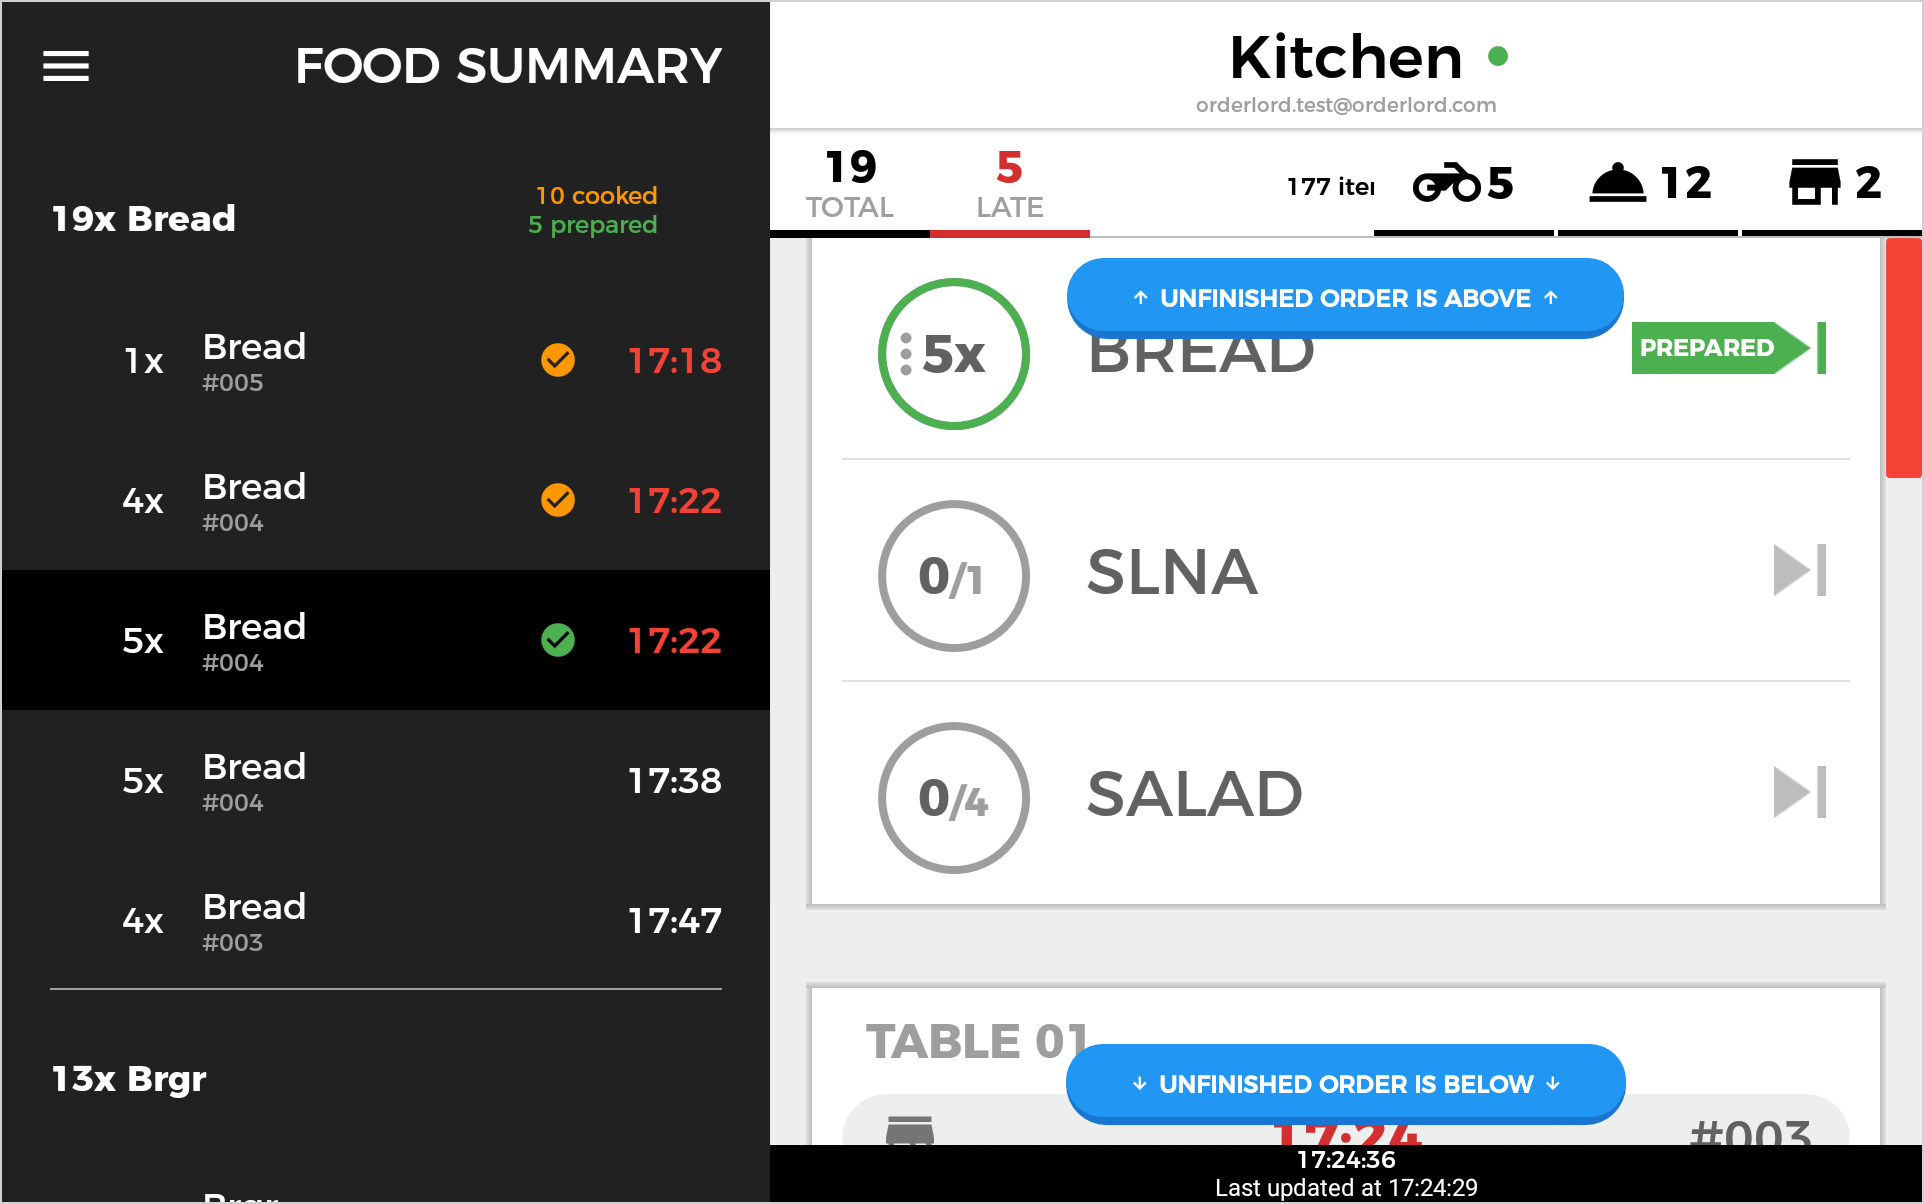 FOOD SUMMARY
19x Bread
10 cooked
5 prepared
1x
Bread
#005
17:18
4x
Bread
#004
17:22
5x
Bread
#004
17:22
5x
Bread
#004
17:38
4x
Bread
#003
17:47
13x Brgr
Brgr
Kitchen
orderlord.test@orderlord.com
19
TOTAL
5
LATE
177 iter
5
12
2
↑ UNFINISHED ORDER IS ABOVE ↑
5x
BREAD
PREPARED
0/1
SLNA
0/4
SALAD
TABLE 01
↓ UNFINISHED ORDER IS BELOW ↓
17:24
#003
17:24:36
Last updated at 17:24:29